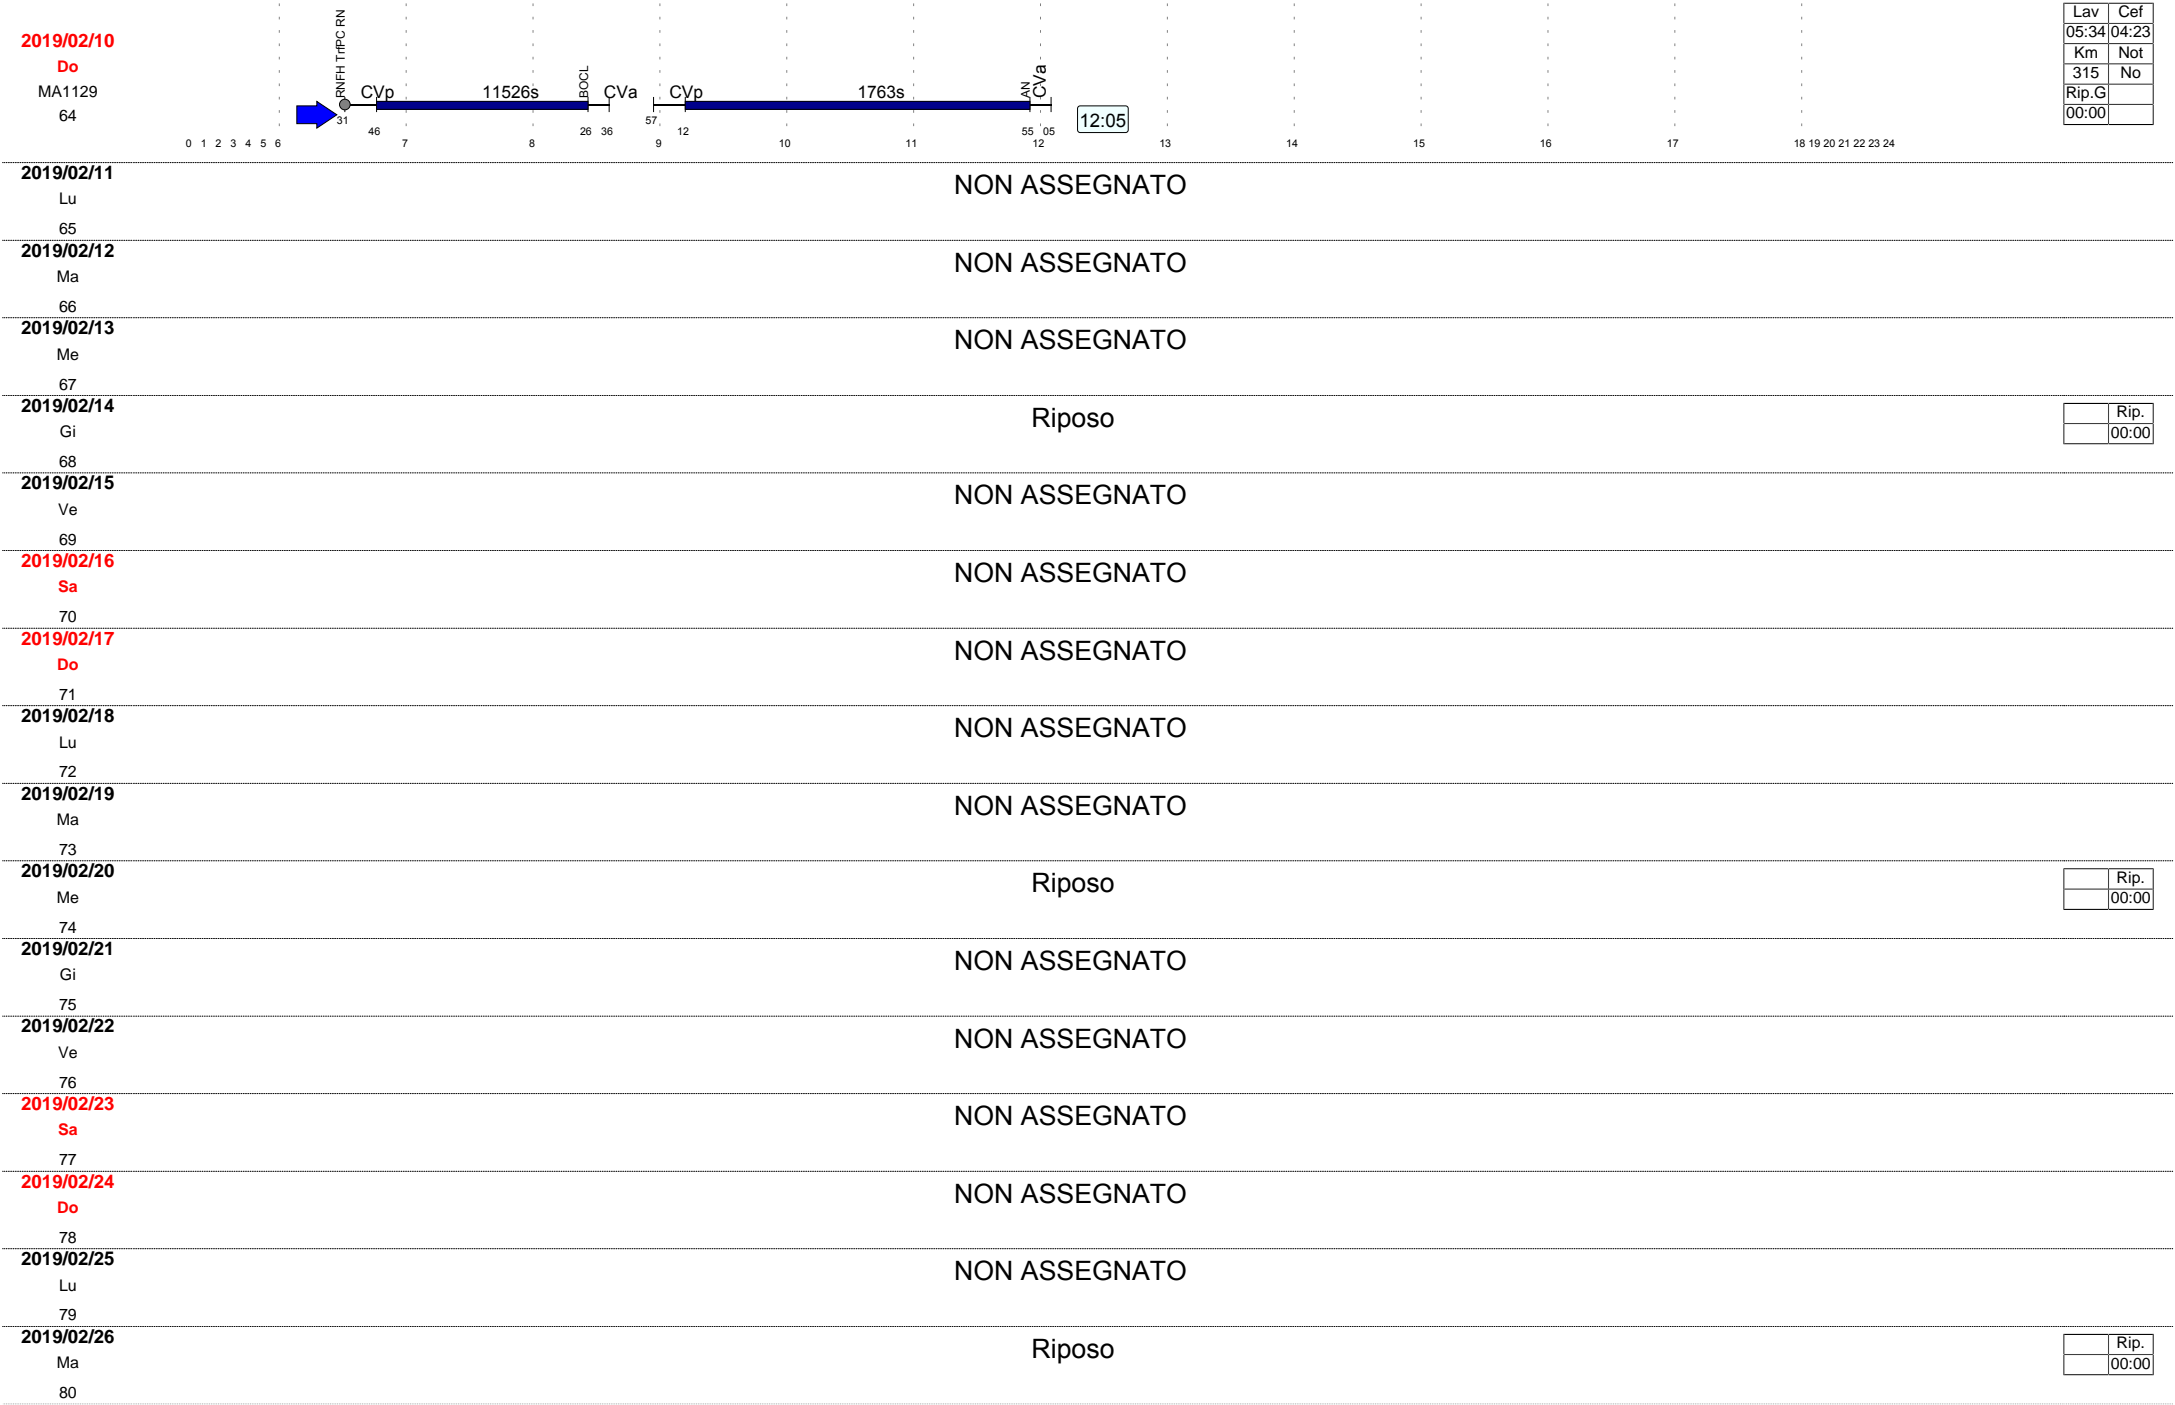 2019/02/10
Do
MA1129
64
RNFH TrfPC RN
CVp
11526s
BOCL
CVa
CVp
1763s
AN
CVa
31
46
26 36
57
12
55 05
12:05
0 1 2 3 4 5 6 7 8 9 10 11 12 13 14 15 16 17 18 19 20 21 22 23 24
Lav Cef
05:34 04:23
Km Not
315 No
Rip.G
00:00
2019/02/11
Lu
65
NON ASSEGNATO
2019/02/12
Ma
66
NON ASSEGNATO
2019/02/13
Me
67
NON ASSEGNATO
2019/02/14
Gi
68
Riposo
Rip.
00:00
2019/02/15
Ve
69
NON ASSEGNATO
2019/02/16
Sa
70
NON ASSEGNATO
2019/02/17
Do
71
NON ASSEGNATO
2019/02/18
Lu
72
NON ASSEGNATO
2019/02/19
Ma
73
NON ASSEGNATO
2019/02/20
Me
74
Riposo
Rip.
00:00
2019/02/21
Gi
75
NON ASSEGNATO
2019/02/22
Ve
76
NON ASSEGNATO
2019/02/23
Sa
77
NON ASSEGNATO
2019/02/24
Do
78
NON ASSEGNATO
2019/02/25
Lu
79
NON ASSEGNATO
2019/02/26
Ma
80
Riposo
Rip.
00:00